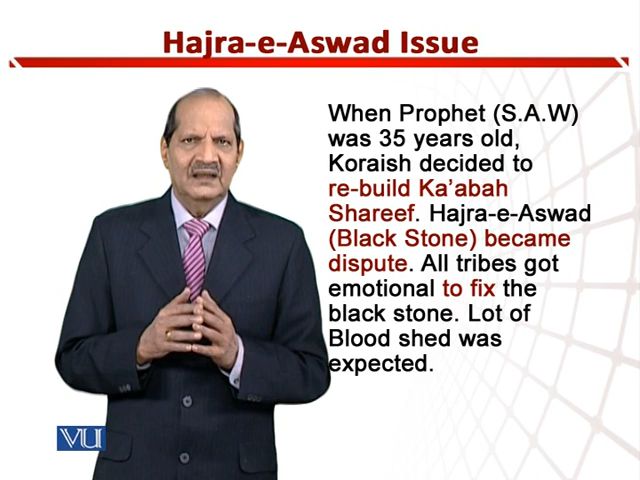 Hajra-e-Aswad Issue
When Prophet (S.A.W)
was 35 years old,
Koraish decided to
re-build Ka’abah
Shareef. Hajra-e-Aswad
(Black Stone) became
dispute. All tribes got
emotional to fix the
black stone. Lot of
Blood shed was
expected.
VU